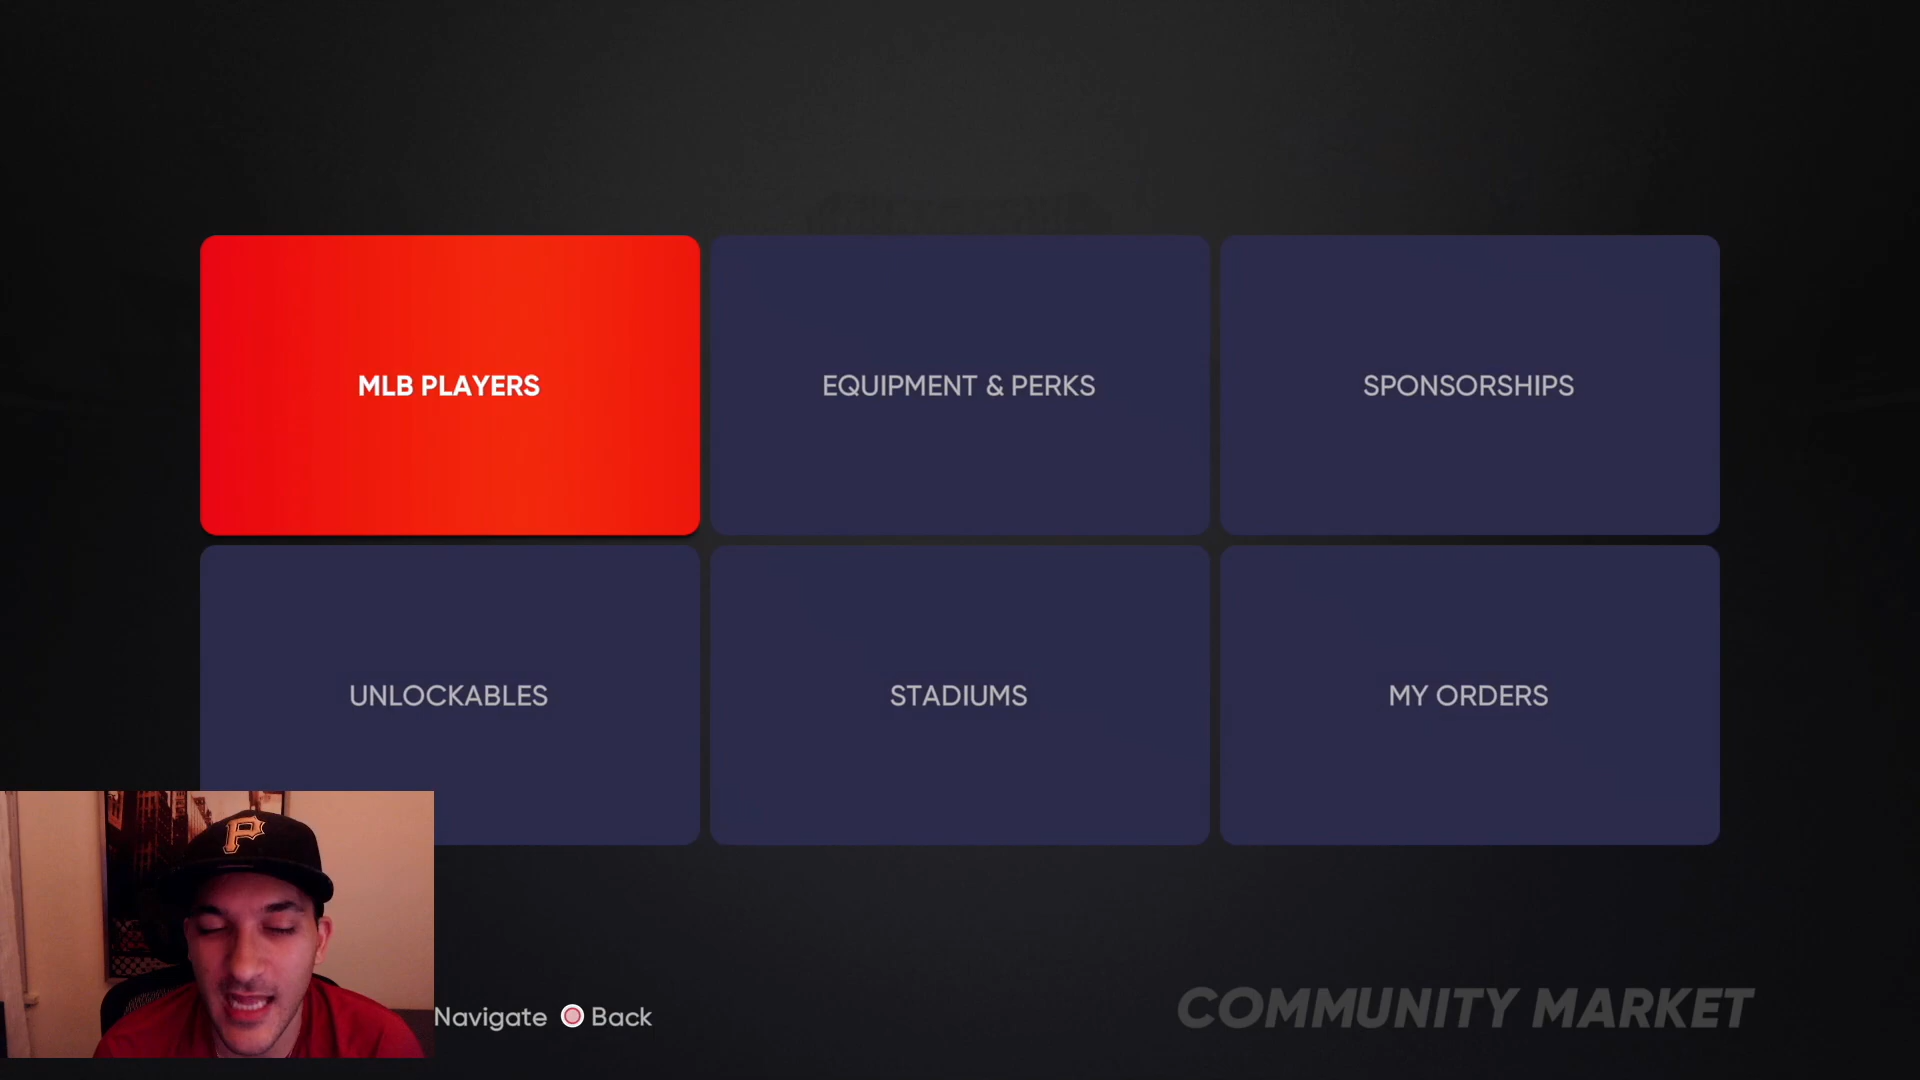 MLB PLAYERS
EQUIPMENT & PERKS
SPONSORSHIPS
UNLOCKABLES
STADIUMS
MY ORDERS
P
Navigate Back
COMMUNITY MARKET